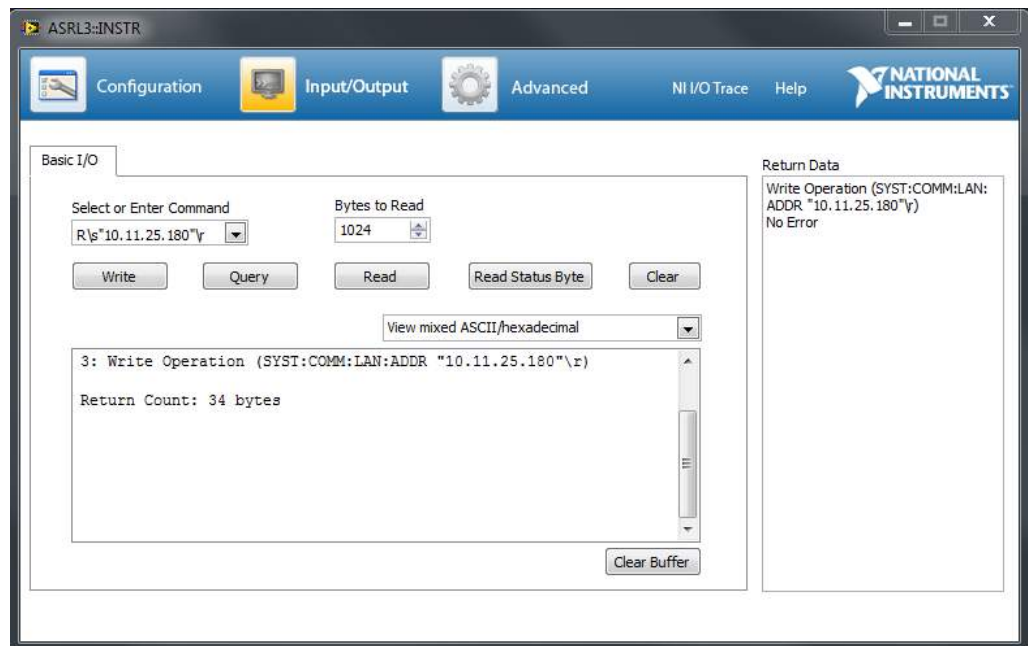 ASRL3::INSTR
X
Configuration
Input/Output
Advanced
NI I/O Trace
Help
NATIONAL
INSTRUMENTS
Basic I/O
Select or Enter Command
R\s"10.11.25.180"\r
Bytes to Read
1024
Write
Query
Read
Read Status Byte
Clear
View mixed ASCII/hexadecimal
3: Write Operation (SYST:COMM:LAN:ADDR "10.11.25.180"\r)
Return Count: 34 bytes
Clear Buffer
Return Data
Write Operation (SYST:COMM:LAN:
ADDR "10.11.25.180"\r)
No Error